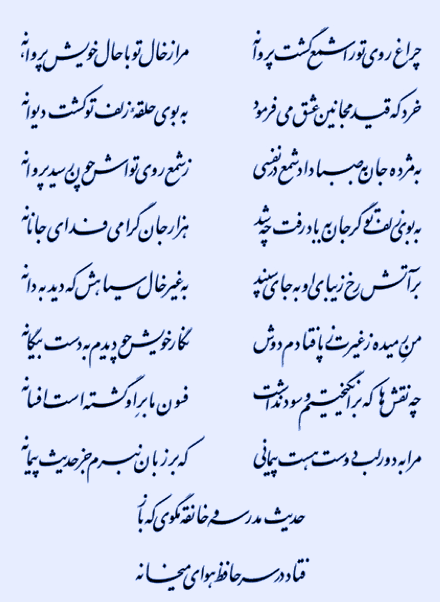 چراغ روی تو را شمع گشت پروانه مرا ز خال تو با حال خویش پروا نه
خرد که قید مجانین عشق می فرمود به بوی حلقه زلف تو گشت دیوانه
به مژده جان به صبا داد شمع در نفسی ز شمع روی تواش چون رسید پروانه
به بوی زلف تو گر جان به باد رفت چه شد هزار جان گرامی فدای جانانه
بر آتش رخ زیبای او به جای سپند به غیر خال سیاهش که دید به دانه
من رمیده ز غیرت ز پا فتادم دوش نگار خویش چو دیدم به دست بیگانه
چه نقش ها که برانگیختیم و سود نداشت فسون ما بر او گشته است افسانه
مرا به دور لب دوست هست پیمانی که بر زبان نبرم جز حدیث پیمانه
حدیث مدرسه و خانقه مگوی که باز
فتاد در سر حافظ هوای میخانه